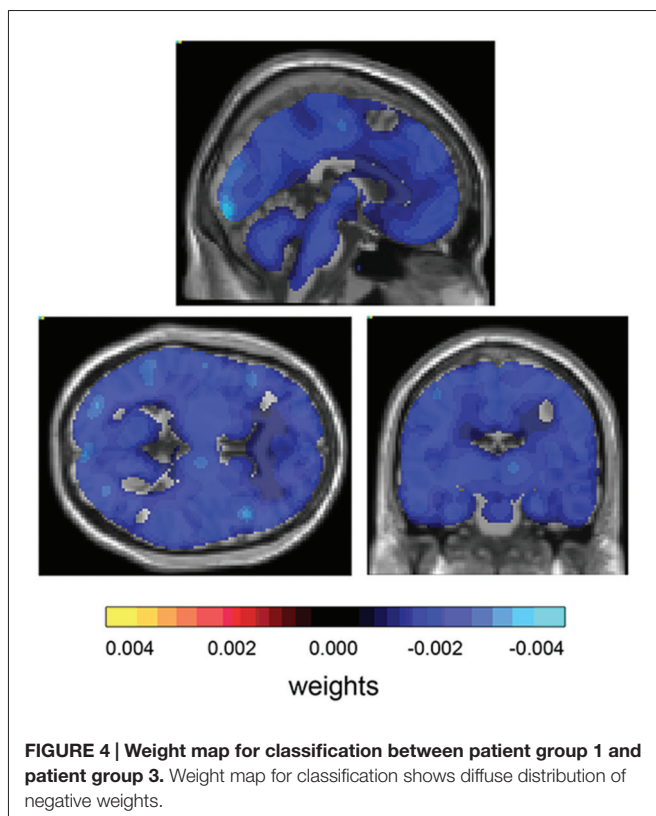 0.004 0.002 0.000 -0.002 -0.004
weights
FIGURE 4 | Weight map for classification between patient group 1 and
patient group 3. Weight map for classification shows diffuse distribution of
negative weights.